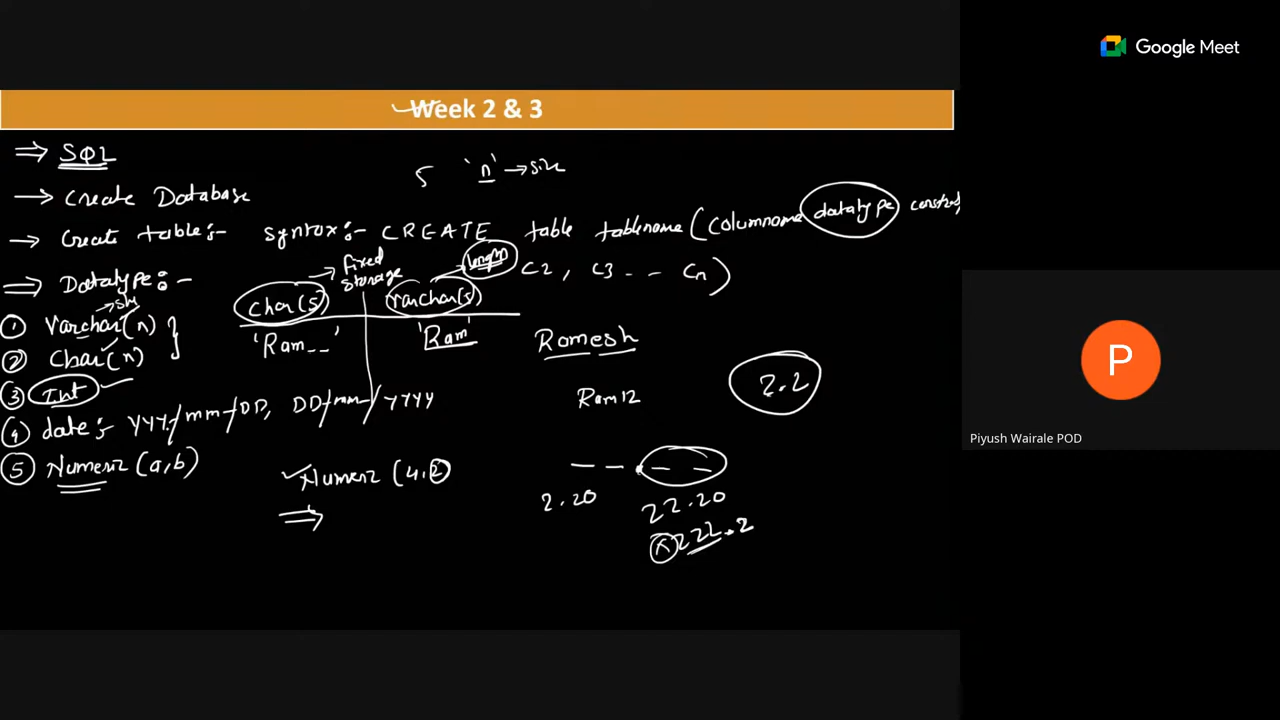 Google Meet
Week 2 & 3
⇒ SQL
5 'n' → size
→ Create Database
→ Create table:- Syntax:- CREATE table tablename (columnname datatype
C2, C3 - - Cn)
⇒ Datatype:-
→ fixed storage
length
char(5) varchar(5)
① Varchar(n)
'Ram_ _' 'Ram' Ramesh
② Char(n)
③ Int
2.2
Ram12
④ date:- YYYY/mm/DD, DD/mm/YYYY
⑤ Numeric (a,b)
Numeric (4,2)
_ _ . _ _
2.20 22.20
⇒
x 222.2
P
Piyush Wairale POD